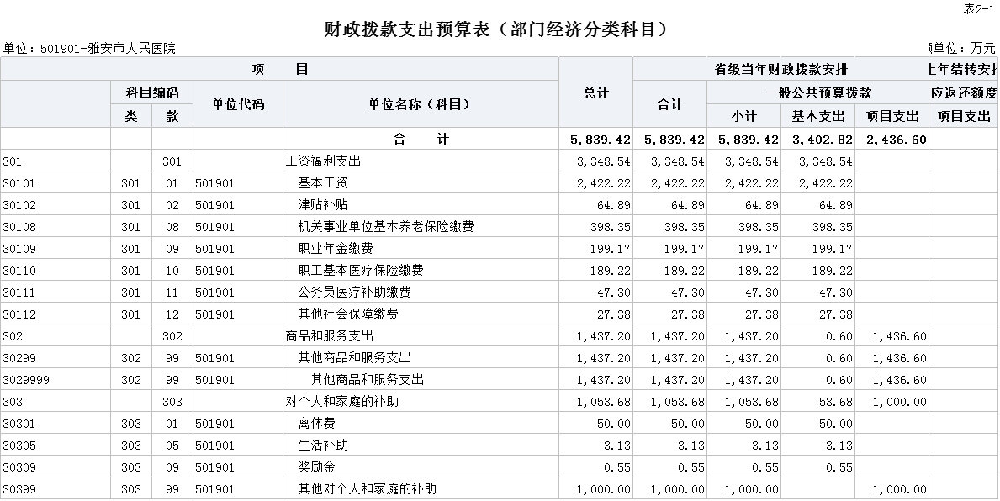 表2-1
财政拨款支出预算表（部门经济分类科目）
单位：501901-雅安市人民医院 单位：万元
项 目 总计 省级当年财政拨款安排 上年结转安排
科目编码 单位代码 单位名称（科目） 合计 一般公共预算拨款 应返还额度
类 款 小计 基本支出 项目支出 项目支出
合 计 5,839.42 5,839.42 5,839.42 3,402.82 2,436.60
301 301 工资福利支出 3,348.54 3,348.54 3,348.54 3,348.54
30101 301 01 501901 基本工资 2,422.22 2,422.22 2,422.22 2,422.22
30102 301 02 501901 津贴补贴 64.89 64.89 64.89 64.89
30108 301 08 501901 机关事业单位基本养老保险缴费 398.35 398.35 398.35 398.35
30109 301 09 501901 职业年金缴费 199.17 199.17 199.17 199.17
30110 301 10 501901 职工基本医疗保险缴费 189.22 189.22 189.22 189.22
30111 301 11 501901 公务员医疗补助缴费 47.30 47.30 47.30 47.30
30112 301 12 501901 其他社会保障缴费 27.38 27.38 27.38 27.38
302 302 商品和服务支出 1,437.20 1,437.20 1,437.20 0.60 1,436.60
30299 302 99 501901 其他商品和服务支出 1,437.20 1,437.20 1,437.20 0.60 1,436.60
3029999 302 99 501901 其他商品和服务支出 1,437.20 1,437.20 1,437.20 0.60 1,436.60
303 303 对个人和家庭的补助 1,053.68 1,053.68 1,053.68 53.68 1,000.00
30301 303 01 501901 离休费 50.00 50.00 50.00 50.00
30305 303 05 501901 生活补助 3.13 3.13 3.13 3.13
30309 303 09 501901 奖励金 0.55 0.55 0.55 0.55
30399 303 99 501901 其他对个人和家庭的补助 1,000.00 1,000.00 1,000.00 1,000.00